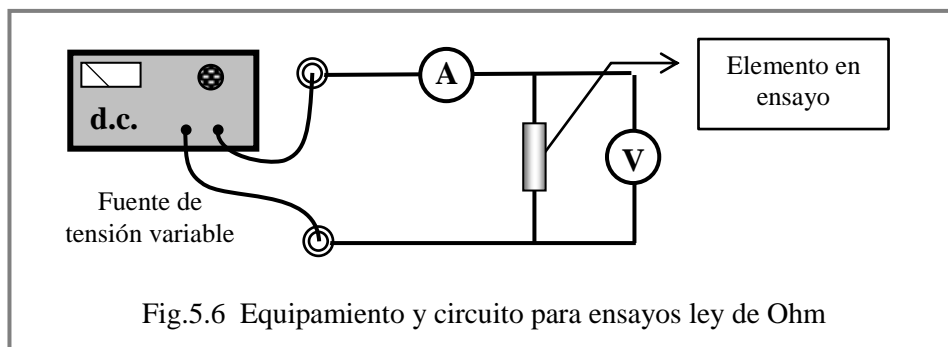 d.c.
A
V
Elemento en
ensayo
Fuente de
tensión variable
Fig.5.6 Equipamiento y circuito para ensayos ley de Ohm